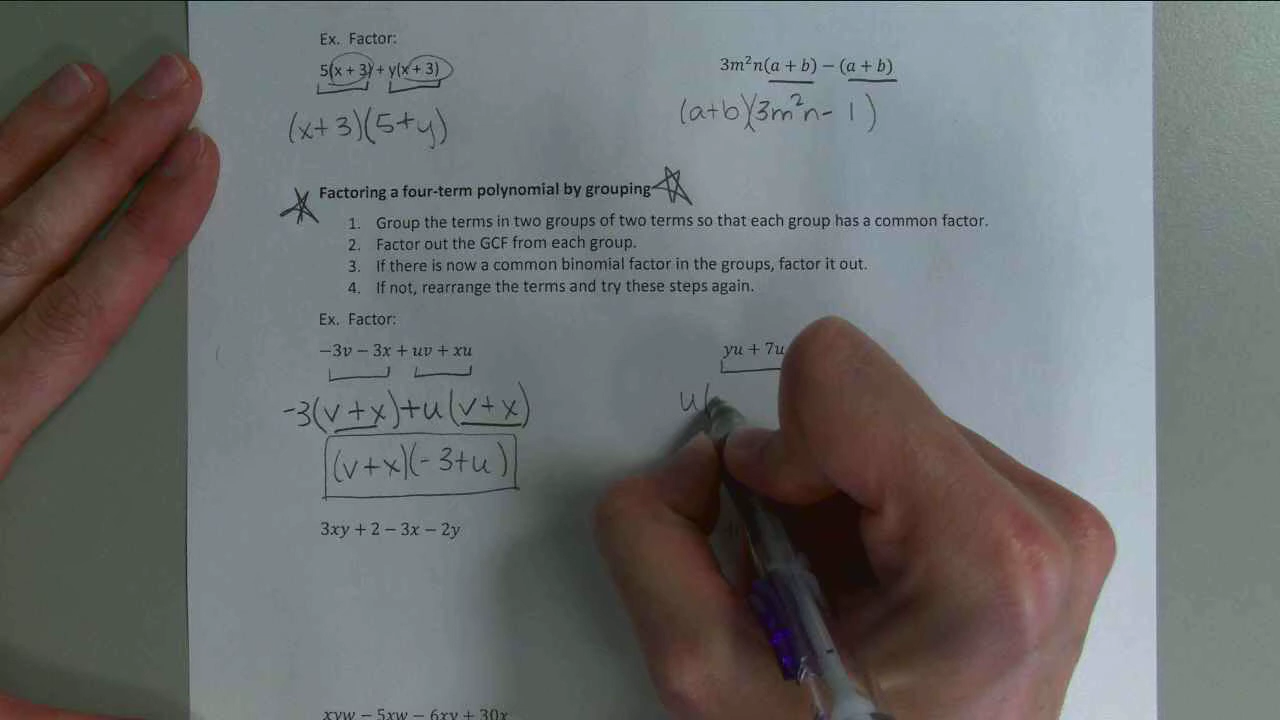 Ex. Factor:
5(x + 3) + y(x + 3)
3m²n(a + b) − (a + b)
(x+3)(5+y)
(a+b)(3m²n- 1)
Factoring a four-term polynomial by grouping
1. Group the terms in two groups of two terms so that each group has a common factor.
2. Factor out the GCF from each group.
3. If there is now a common binomial factor in the groups, factor it out.
4. If not, rearrange the terms and try these steps again.
Ex. Factor:
−3v − 3x + uv + xu
yu + 7u
-3(v+x)+u(v+x)
u(
(v+x)(-3+u)
3xy + 2 − 3x − 2y
xyw − 5xw − 6xy + 30x